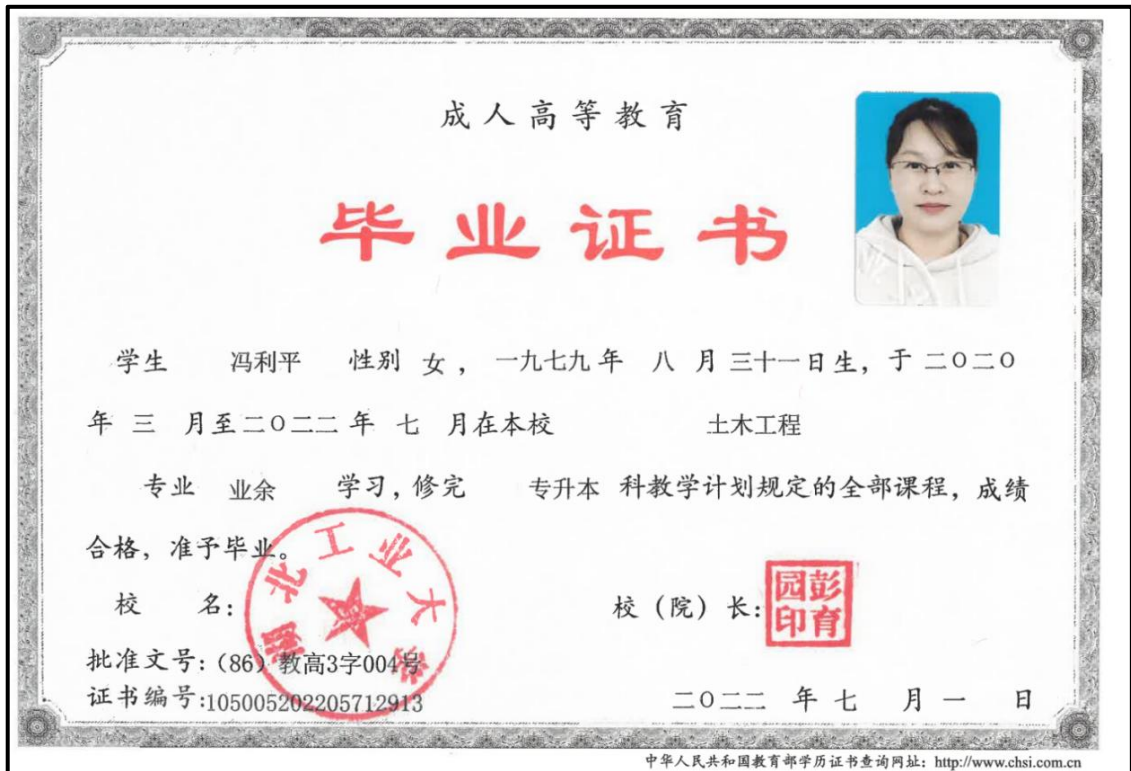 成人高等教育
毕业证书
学生 冯利平 性别 女, 一九七九年 八 月 三十一日生, 于 二〇二〇
年 三 月至二〇二二 年 七 月在本校 土木工程
专业 业余 学习, 修完 专升本 科教学计划规定的全部课程, 成绩
合格, 准予毕业。
校 名: 湖北工业大学
校 (院) 长: 彭育园印
批准文号: (86) 教高3字004号
证书编号:105005202205712913
二〇二二 年 七 月 一 日
中华人民共和国教育部学历证书查询网址: http://www.chsi.com.cn